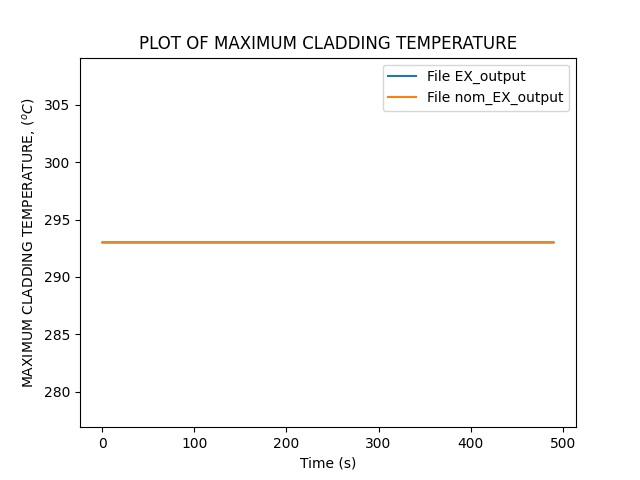 PLOT OF MAXIMUM CLADDING TEMPERATURE
File EX_output
File nom_EX_output
MAXIMUM CLADDING TEMPERATURE, (°C)
305
300
295
290
285
280
0 100 200 300 400 500
Time (s)